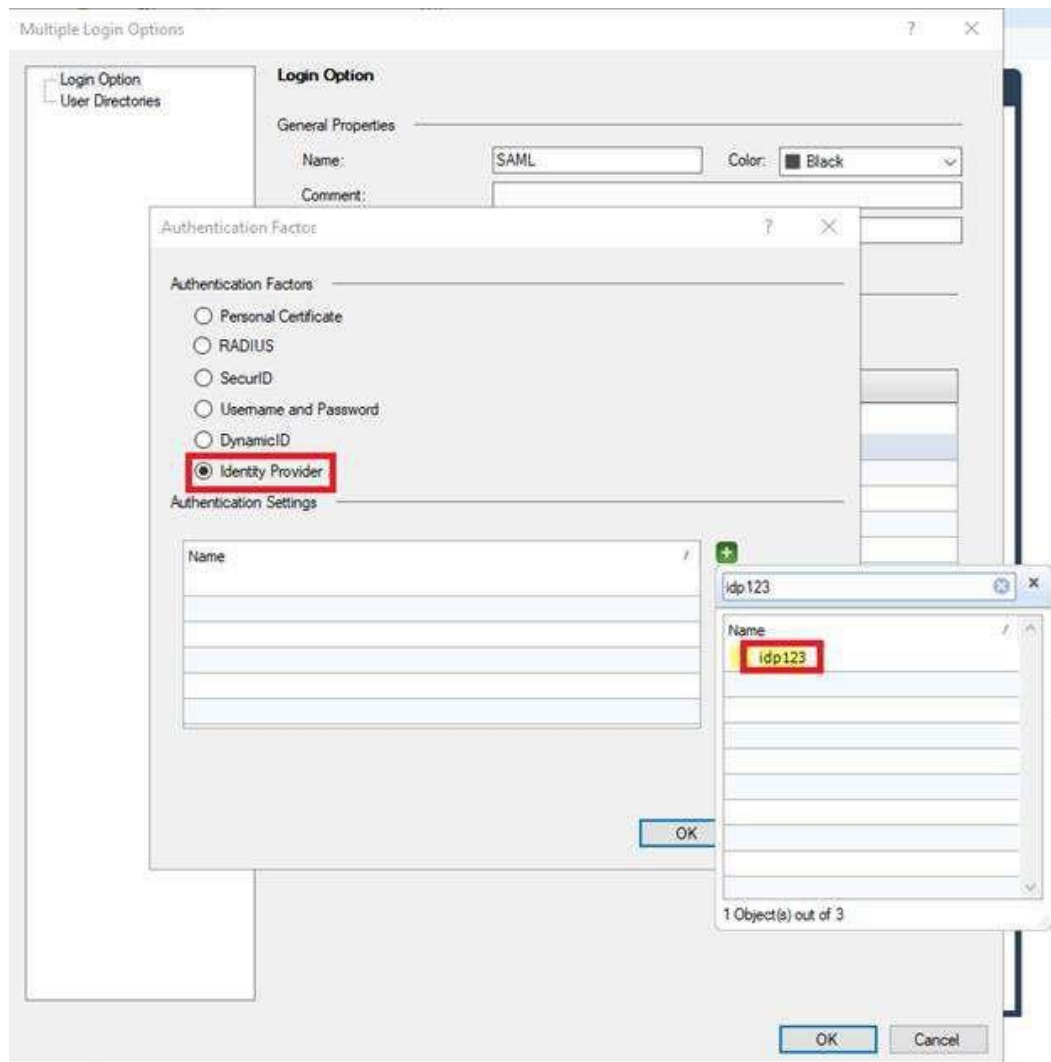 Multiple Login Options ? ×
Login Option
User Directories
Login Option
General Properties
Name: SAML Color: Black
Comment:
Authentication Factor ? ×
Authentication Factors
Personal Certificate
RADIUS
SecurID
Username and Password
DynamicID
Identity Provider
Authentication Settings
Name /
idp123 ×
Name /
idp123
OK
1 Object(s) out of 3
OK Cancel